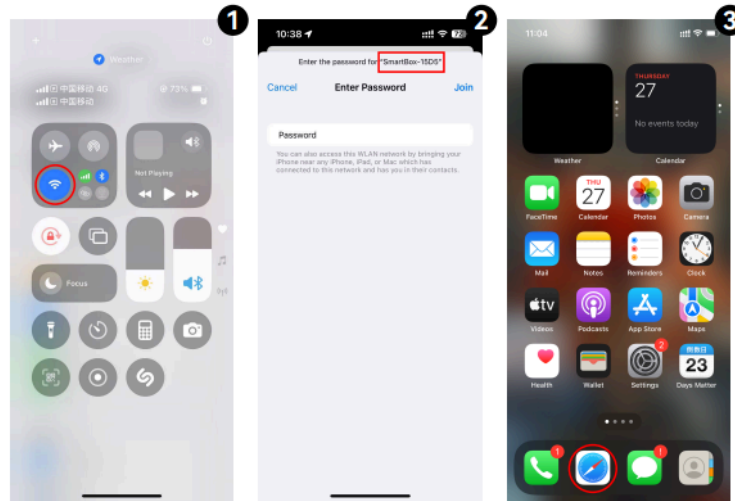 1
Weather
中国移动 4G
73%
中国移动
Not Playing
Focus
2
10:38
73
Enter the password for "SmartBox-15D5"
Cancel
Enter Password
Join
Password
You can also access this WLAN network by bringing your
iPhone near any iPhone, iPad, or Mac which has
connected to this network and has you in their contacts.
3
11:04
THURSDAY
27
No events today
Weather
Calendar
THU
27
FaceTime
Calendar
Photos
Camera
Mail
Notes
Reminders
Clock
tv
Videos
Podcasts
App Store
Maps
2
23
Health
Wallet
Settings
Days Matter
1
1